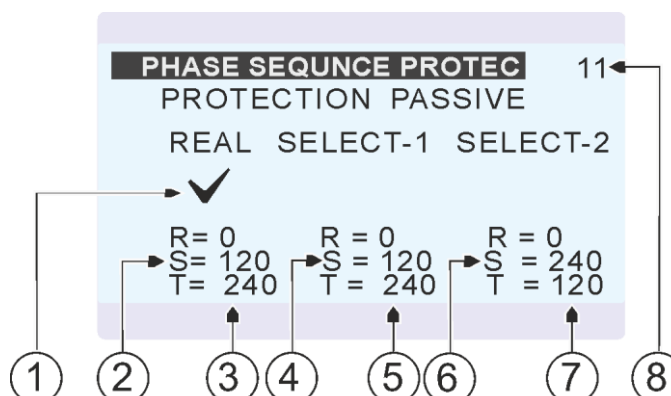 PHASE SEQUNCE PROTEC 11
PROTECTION PASSIVE
REAL SELECT-1 SELECT-2
R= 0 R = 0 R = 0
S= 120 S = 120 S = 240
T= 240 T = 240 T = 120
1 2 3 4 5 6 7 8